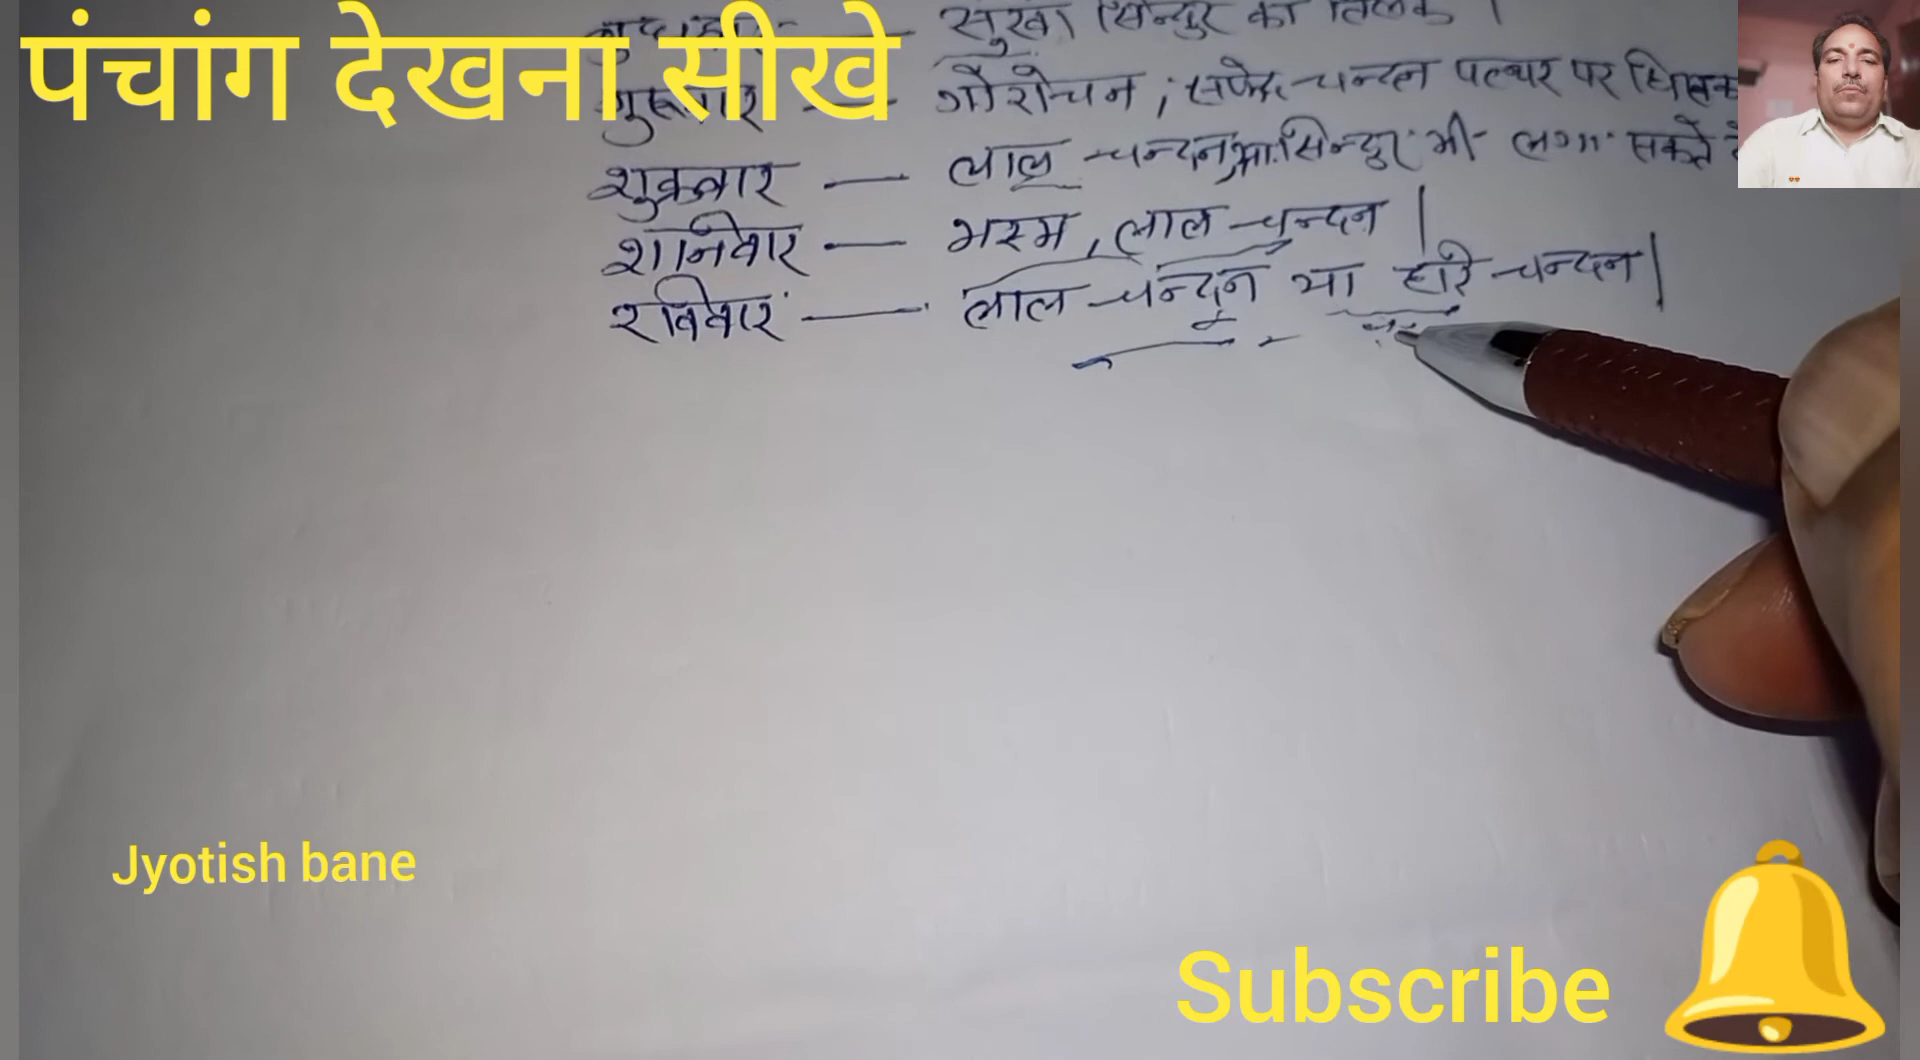 पंचांग देखना सीखे
सुखा सिन्दुर का तिलक ।
गुरूवार — गौरोचन, सफेद चन्दन पत्थर पर घिसक
शुक्रवार — लाल चन्दन, सिन्दुर भी लगा सकते
शनिवार — भस्म, लाल चन्दन |
रविवार — लाल चन्दन या हरि चन्दन |
Jyotish bane
Subscribe